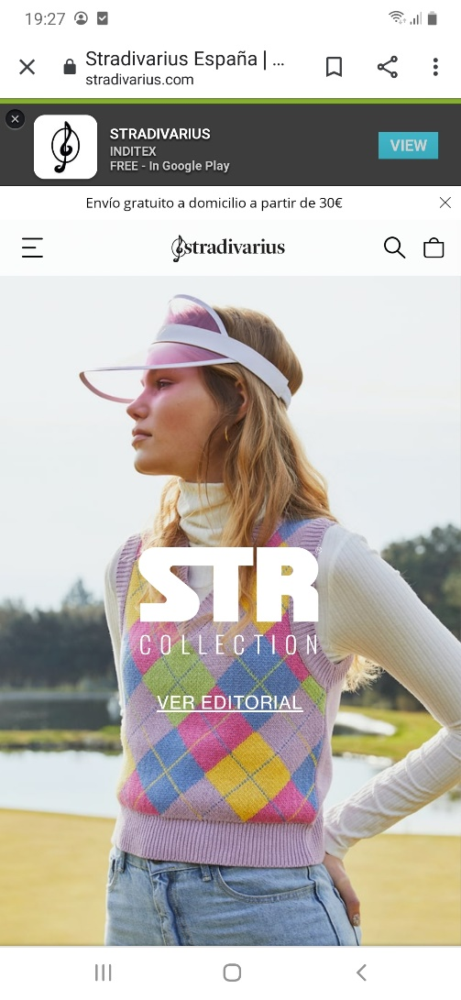 19:27
Stradivarius España | ...
stradivarius.com
STRADIVARIUS
INDITEX
FREE - In Google Play
VIEW
Envío gratuito a domicilio a partir de 30€
stradivarius
STR®
COLLECTION
VER EDITORIAL